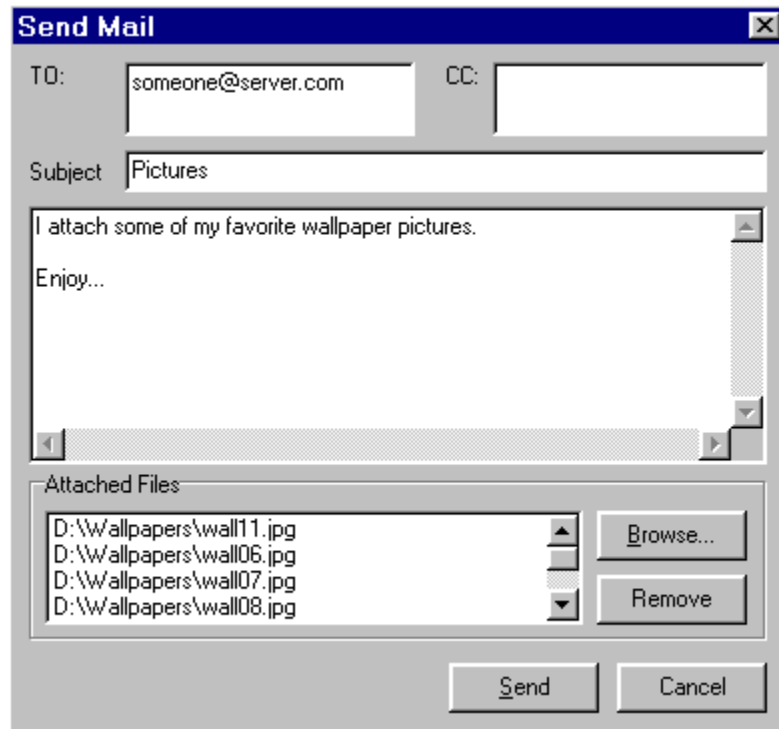 Send Mail
TO:
someone@server.com
CC:
Subject
Pictures
I attach some of my favorite wallpaper pictures.
Enjoy...
Attached Files
D:\Wallpapers\wall11.jpg
D:\Wallpapers\wall06.jpg
D:\Wallpapers\wall07.jpg
D:\Wallpapers\wall08.jpg
Browse...
Remove
Send
Cancel